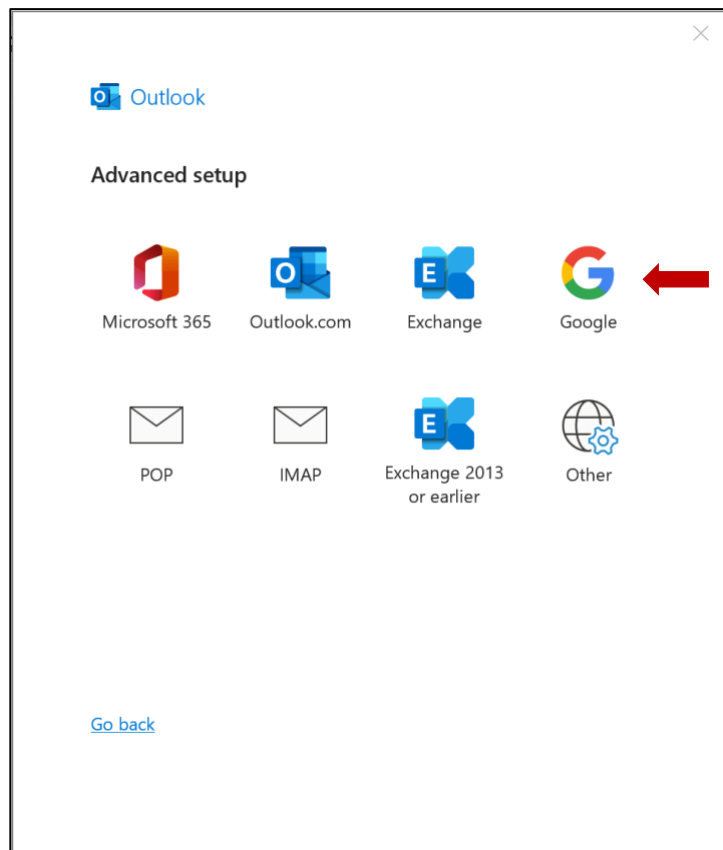 Outlook
Advanced setup
Microsoft 365
Outlook.com
Exchange
Google
POP
IMAP
Exchange 2013
or earlier
Other
Go back